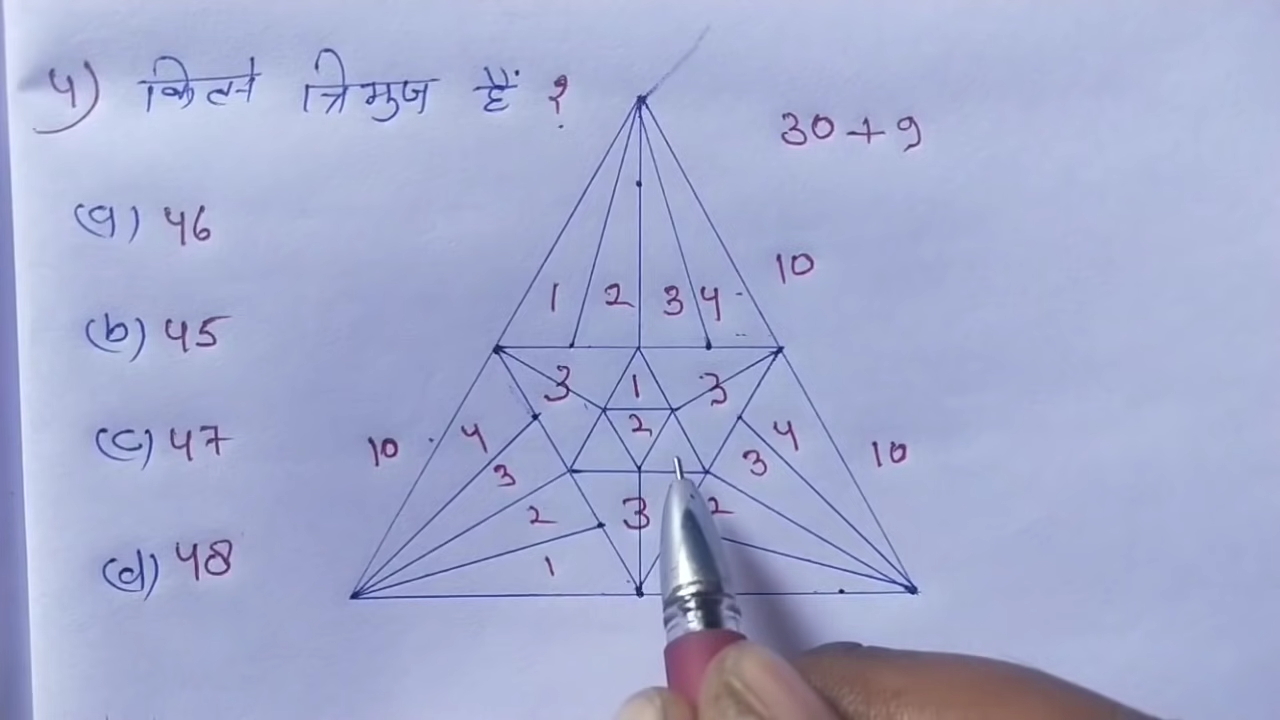 ५) कितने त्रिभुज हैं ?
30+9
(a) 46
(b) 45
(c) 47
(d) 48
1 2 3 4
10
3 1 3
2
10 4 3 2 1
3
4 3 2
10